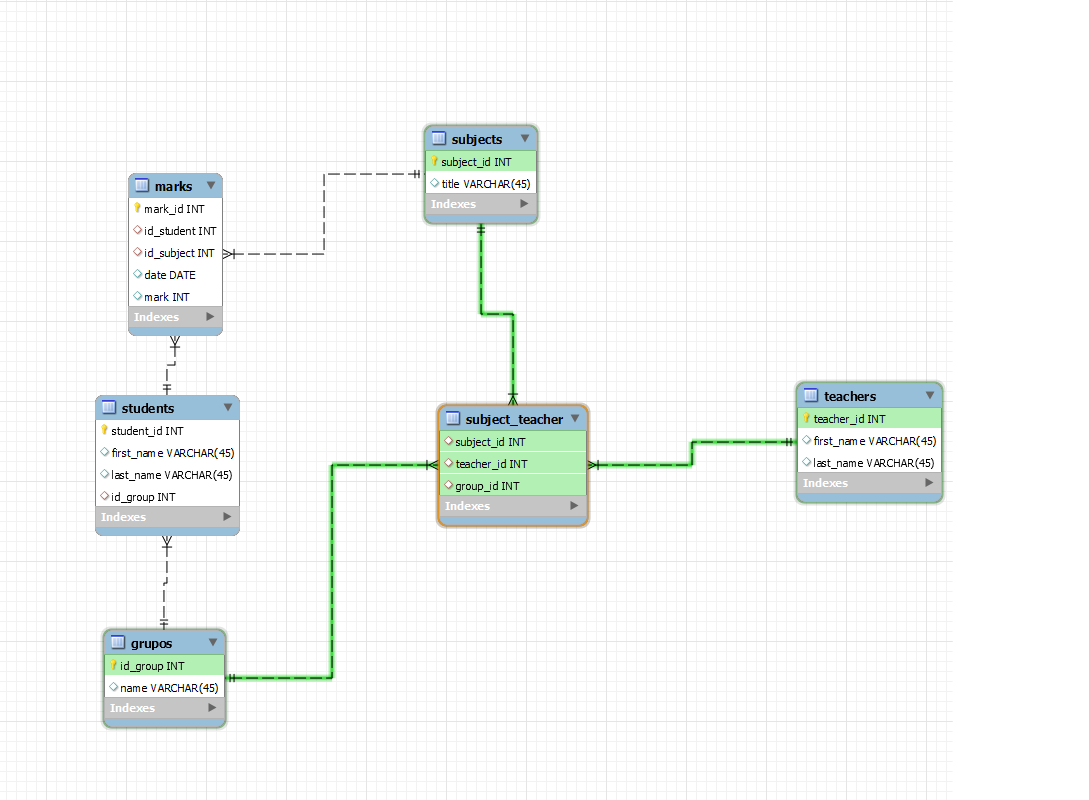 subjects
subject_id INT
title VARCHAR(45)
Indexes
marks
mark_id INT
id_student INT
id_subject INT
date DATE
mark INT
Indexes
students
student_id INT
first_name VARCHAR(45)
last_name VARCHAR(45)
id_group INT
Indexes
subject_teacher
subject_id INT
teacher_id INT
group_id INT
Indexes
teachers
teacher_id INT
first_name VARCHAR(45)
last_name VARCHAR(45)
Indexes
grupos
id_group INT
name VARCHAR(45)
Indexes